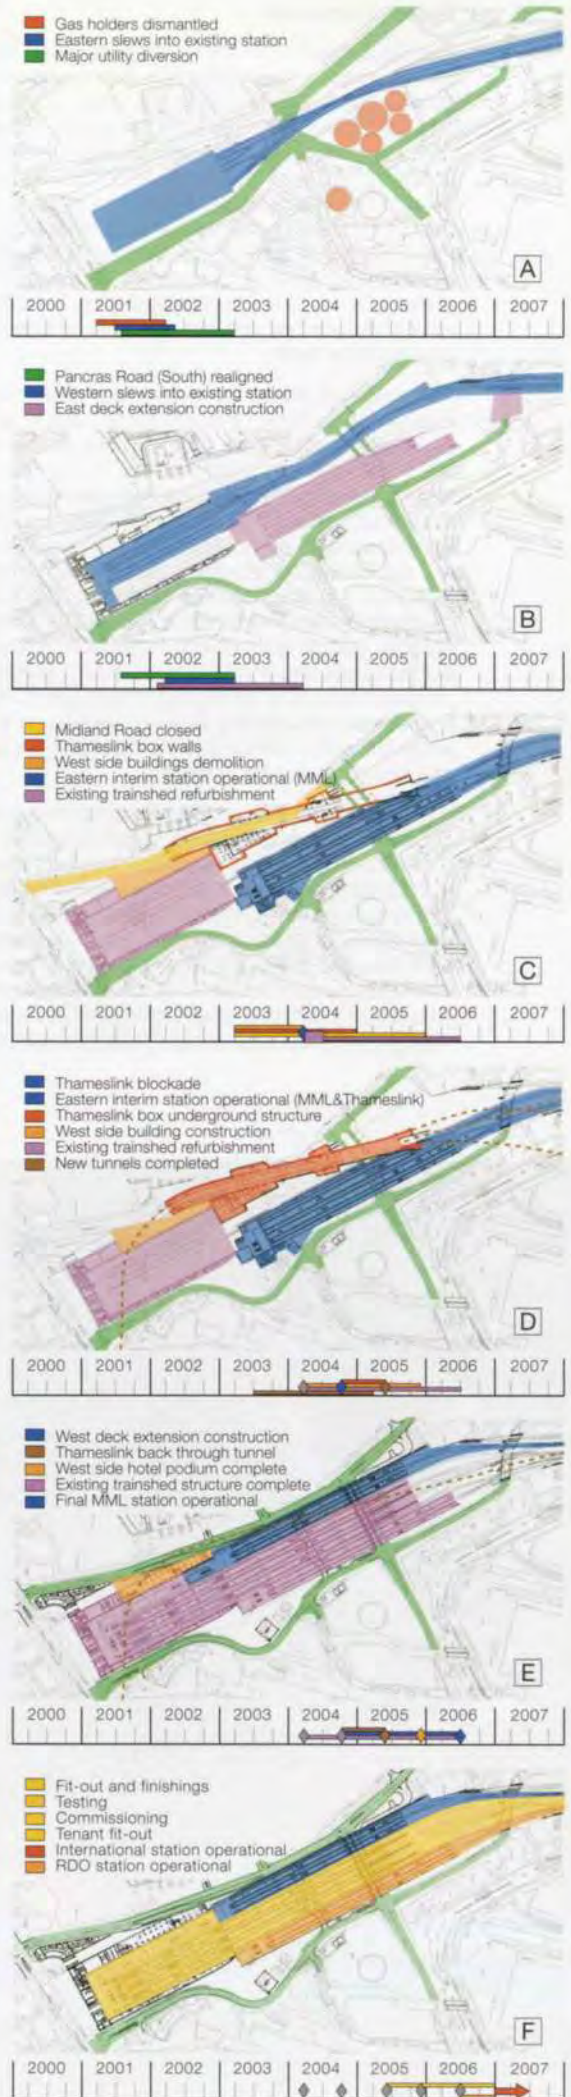 Gas holders dismantled
Eastern slews into existing station
Major utility diversion
A
2000 2001 2002 2003 2004 2005 2006 2007
Pancras Road (South) realigned
Western slews into existing station
East deck extension construction
B
2000 2001 2002 2003 2004 2005 2006 2007
Midland Road closed
Thameslink box walls
West side buildings demolition
Eastern interim station operational (MML)
Existing trainshed refurbishment
C
2000 2001 2002 2003 2004 2005 2006 2007
Thameslink blockade
Eastern interim station operational (MML&Thameslink)
Thameslink box underground structure
West side building construction
Existing trainshed refurbishment
New tunnels completed
D
2000 2001 2002 2003 2004 2005 2006 2007
West deck extension construction
Thameslink back through tunnel
West side hotel podium complete
Existing trainshed structure complete
Final MML station operational
E
2000 2001 2002 2003 2004 2005 2006 2007
Fit-out and finishings
Testing
Commissioning
Tenant fit-out
International station operational
RDO station operational
F
2000 2001 2002 2003 2004 2005 2006 2007